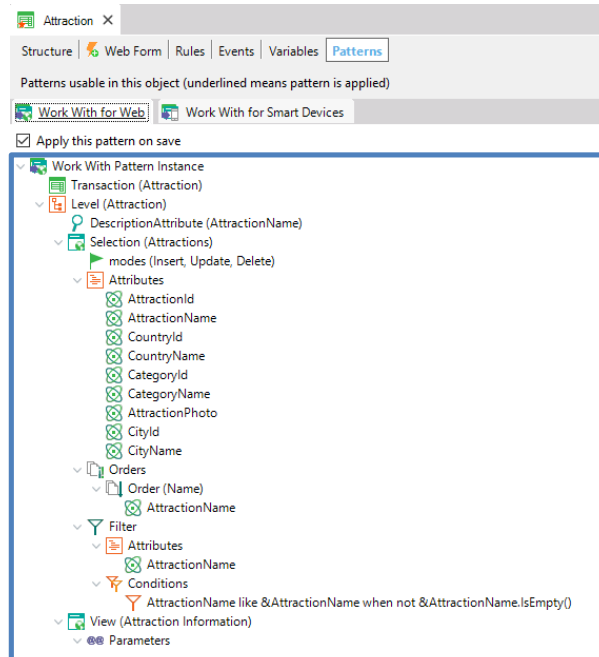 Attraction
Structure Web Form Rules Events Variables Patterns
Patterns usable in this object (underlined means pattern is applied)
Work With for Web Work With for Smart Devices
Apply this pattern on save
Work With Pattern Instance
Transaction (Attraction)
Level (Attraction)
DescriptionAttribute (AttractionName)
Selection (Attractions)
modes (Insert, Update, Delete)
Attributes
AttractionId
AttractionName
CountryId
CountryName
CategoryId
CategoryName
AttractionPhoto
CityId
CityName
Orders
Order (Name)
AttractionName
Filter
Attributes
AttractionName
Conditions
AttractionName like &AttractionName when not &AttractionName.IsEmpty()
View (Attraction Information)
Parameters